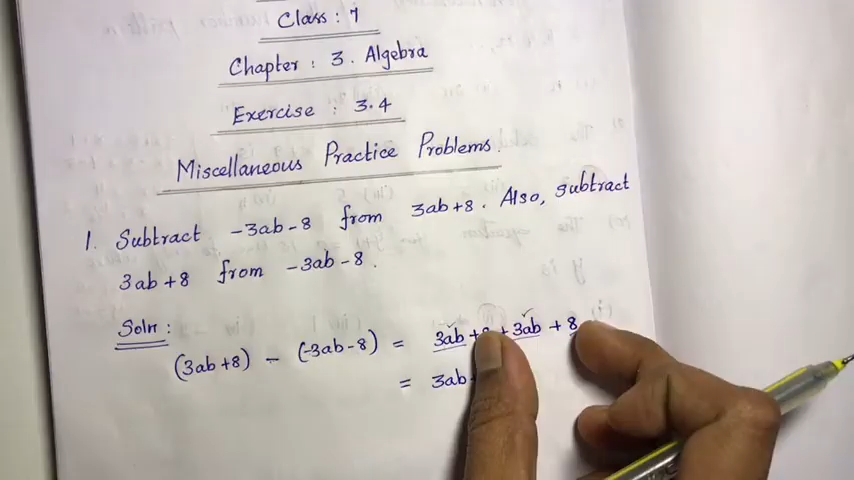 Class : 7
Chapter : 3. Algebra
Exercise : 3.4
Miscellaneous Practice Problems.
1. Subtract -3ab-8 from 3ab+8. Also, subtract
3ab+8 from -3ab-8.
Soln :
(3ab+8) - (-3ab-8) = 3ab + + 3ab + 8
= 3ab